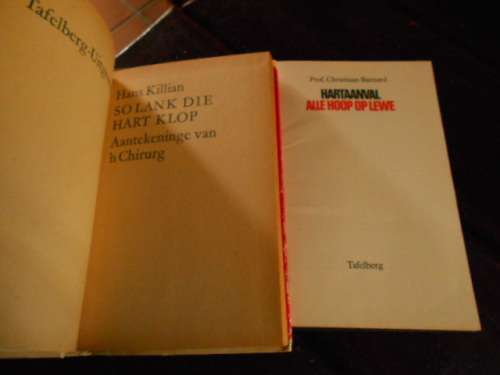 Tafelberg-Uitgewers
Hans Killian
SO LANK DIE
HART KLOP
Aantekeninge van
'n Chirurg
Prof. Christiaan Barnard
HARTAANVAL
ALLE HOOP OP LEWE
Tafelberg